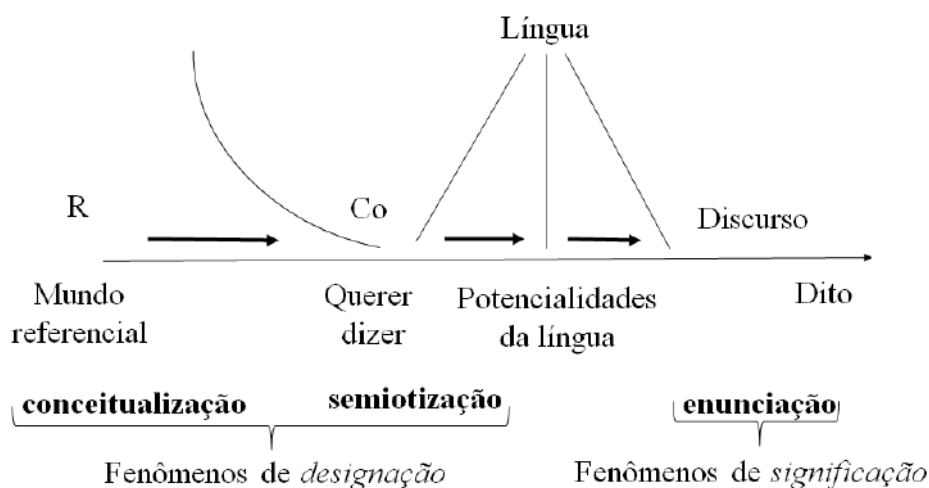 Língua
R
Co
Discurso
Mundo
referencial
Querer
dizer
Potencialidades
da língua
Dito
conceitualização
semiotização
enunciação
Fenômenos de designação
Fenômenos de significação